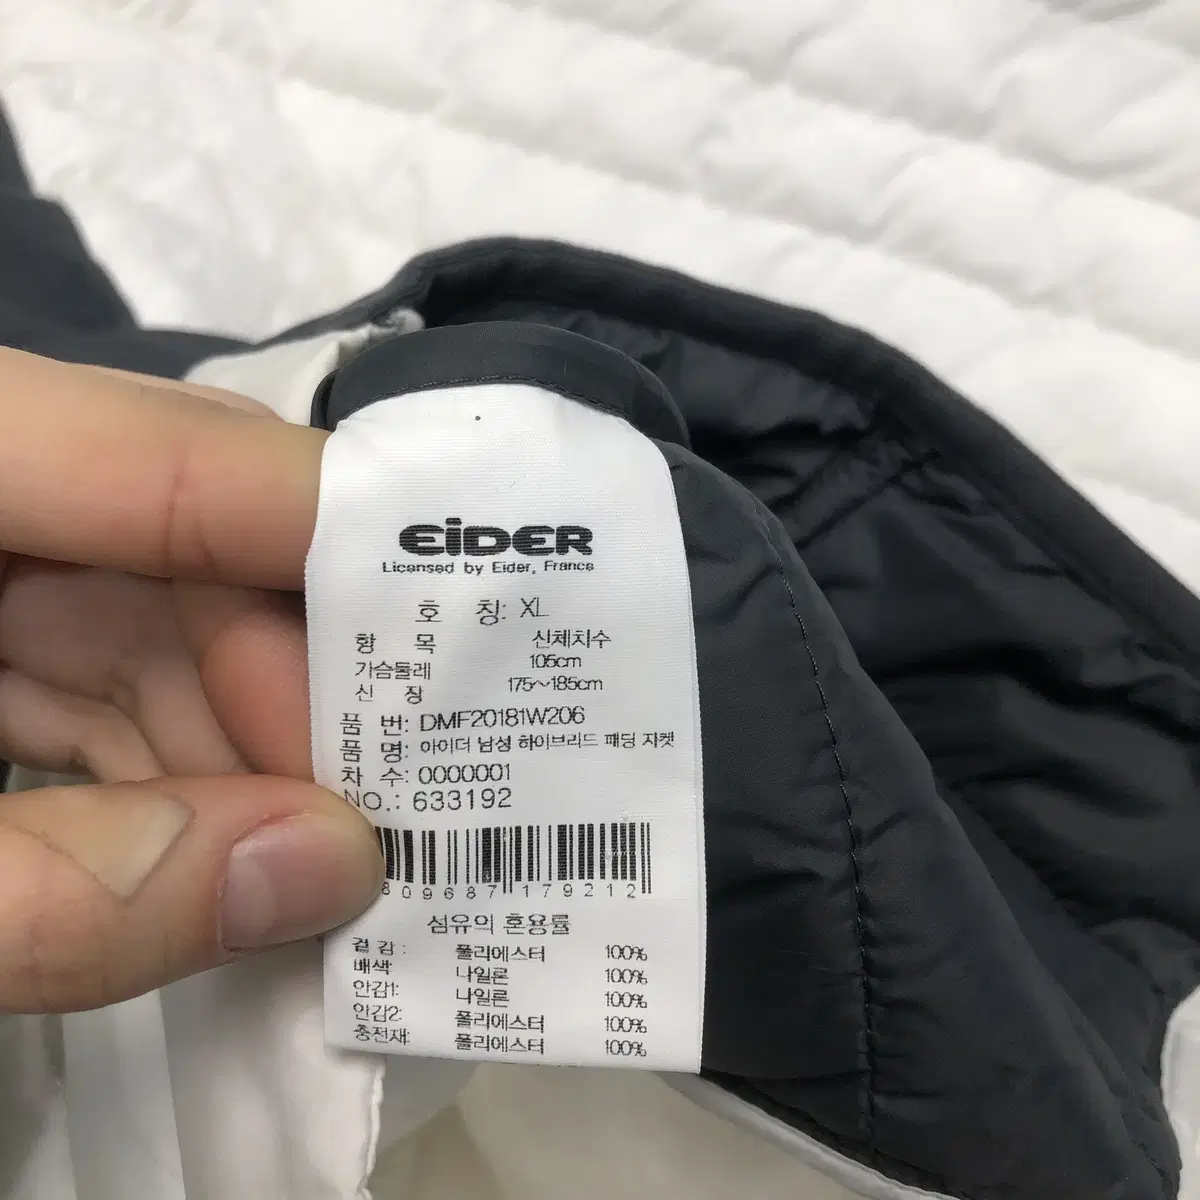 EiDER
Licensed by Eider, France
호 칭: XL
항 목 신체치수
가슴둘레 105cm
신 장 175~185cm
품 번: DMF20181W206
품 명: 아이더 남성 하이브리드 패딩 자켓
차 수: 0000001
NO.: 633192
809687179212
섬유의 혼용률
겉감: 폴리에스터 100%
배색: 나일론 100%
안감1: 나일론 100%
안감2: 폴리에스터 100%
충전재: 폴리에스터 100%